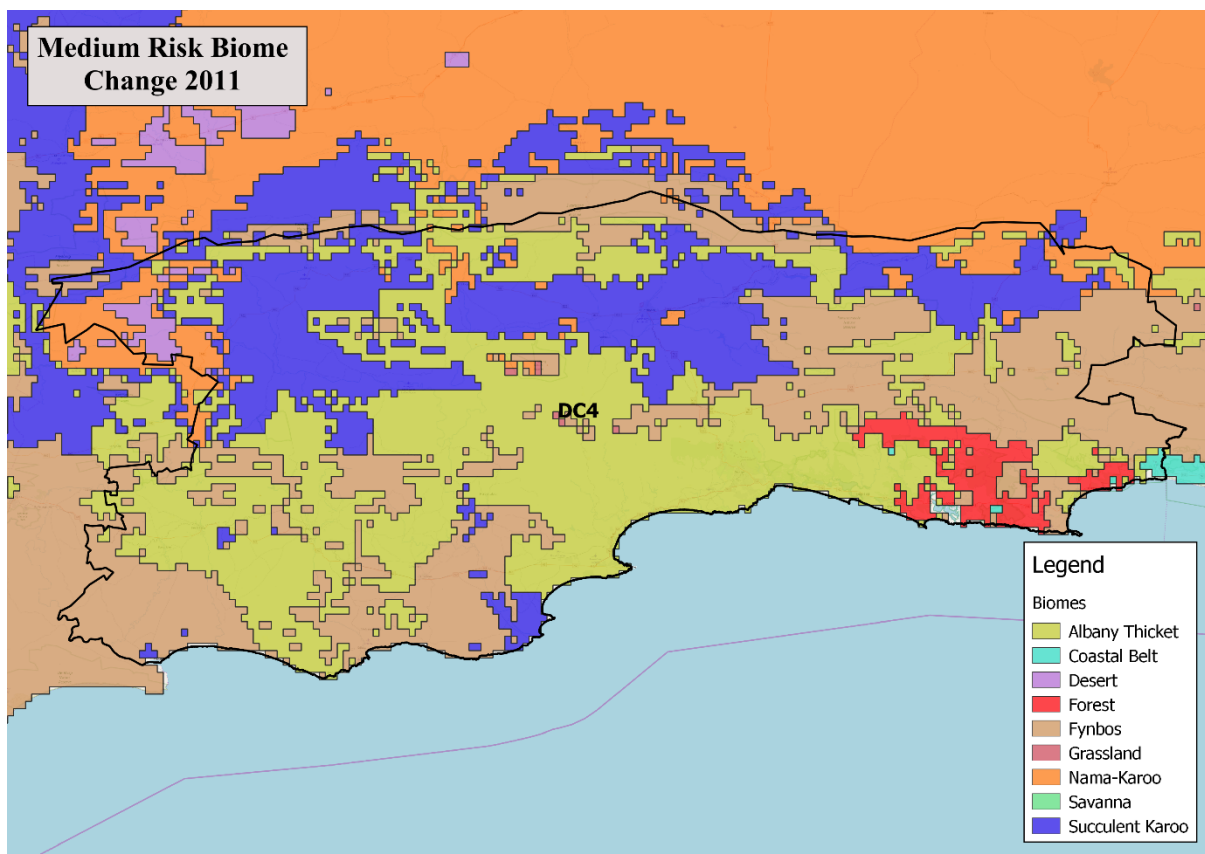 Medium Risk Biome
Change 2011
DC4
Legend
Biomes
Albany Thicket
Coastal Belt
Desert
Forest
Fynbos
Grassland
Nama-Karoo
Savanna
Succulent Karoo